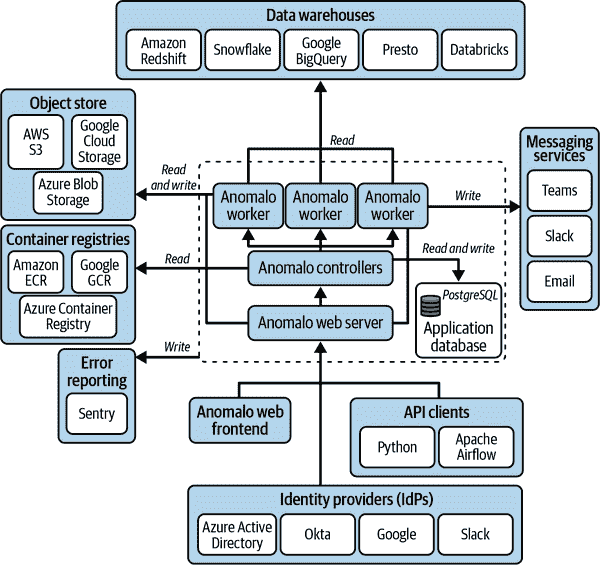 Data warehouses
Amazon
Redshift
Snowflake
Google
BigQuery
Presto
Databricks
Object store
AWS
S3
Google
Cloud
Storage
Azure Blob
Storage
Read
and write
Read
Anomalo
worker
Anomalo
worker
Anomalo
worker
Write
Messaging
services
Teams
Slack
Email
Container registries
Amazon
ECR
Google
GCR
Azure Container
Registry
Read
Anomalo controllers
Read and write
PostgreSQL
Application
database
Anomalo web server
Write
Error
reporting
Sentry
Anomalo web
frontend
API clients
Python
Apache
Airflow
Identity providers (IdPs)
Azure Active
Directory
Okta
Google
Slack